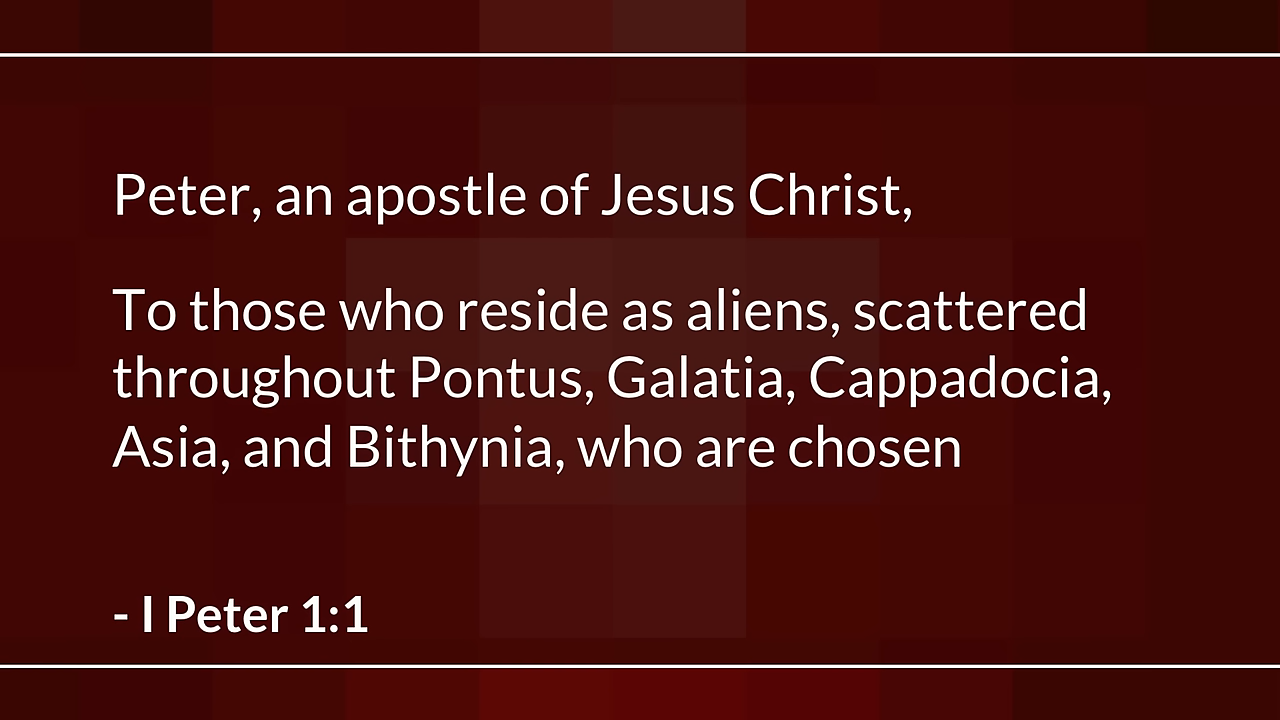 Peter, an apostle of Jesus Christ,
To those who reside as aliens, scattered
throughout Pontus, Galatia, Cappadocia,
Asia, and Bithynia, who are chosen
- I Peter 1:1